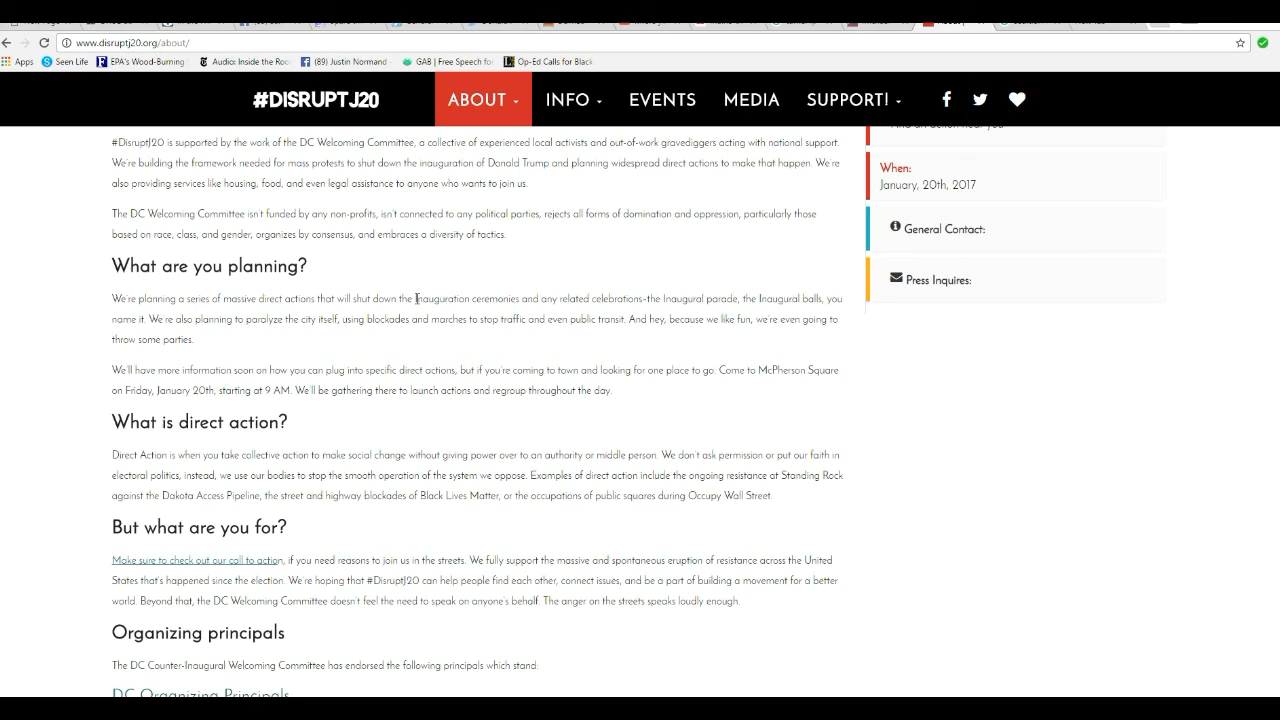 www.disruptj20.org/about/
Apps Seen Life EPA's Wood-Burning Audio: Inside the Roo (89) Justin Normand GAB | Free Speech fo Op-Ed Calls for Black
#DISRUPTJ20 ABOUT INFO EVENTS MEDIA SUPPORT!
#DisruptJ20 is supported by the work of the DC Welcoming Committee, a collective of experienced local activists and out-of-work gravediggers acting with national support.
We're building the framework needed for mass protests to shut down the inauguration of Donald Trump and planning widespread direct actions to make that happen. We're
also providing services like housing, food, and even legal assistance to anyone who wants to join us.
The DC Welcoming Committee isn't funded by any non-profits, isn't connected to any political parties, rejects all forms of domination and oppression, particularly those
based on race, class, and gender, organizes by consensus, and embraces a diversity of tactics.
What are you planning?
We're planning a series of massive direct actions that will shut down the Inauguration ceremonies and any related celebrations–the Inaugural parade, the Inaugural balls, you
name it. We're also planning to paralyze the city itself, using blockades and marches to stop traffic and even public transit. And hey, because we like fun, we're even going to
throw some parties.
We'll have more information soon on how you can plug into specific direct actions, but if you're coming to town and looking for one place to go: Come to McPherson Square
on Friday, January 20th, starting at 9 AM. We'll be gathering there to launch actions and regroup throughout the day.
What is direct action?
Direct Action is when you take collective action to make social change without giving power over to an authority or middle person. We don't ask permission or put our faith in
electoral politics, instead, we use our bodies to stop the smooth operation of the system we oppose. Examples of direct action include the ongoing resistance at Standing Rock
against the Dakota Access Pipeline, the street and highway blockades of Black Lives Matter, or the occupations of public squares during Occupy Wall Street.
But what are you for?
Make sure to check out our call to action, if you need reasons to join us in the streets. We fully support the massive and spontaneous eruption of resistance across the United
States that's happened since the election. We're hoping that #DisruptJ20 can help people find each other, connect issues, and be a part of building a movement for a better
world. Beyond that, the DC Welcoming Committee doesn't feel the need to speak on anyone's behalf. The anger on the streets speaks loudly enough.
Organizing principals
The DC Counter-Inaugural Welcoming Committee has endorsed the following principals which stand:
DC Organizing Principals
Find an action near you
When:
January, 20th, 2017
General Contact:
Press Inquires: